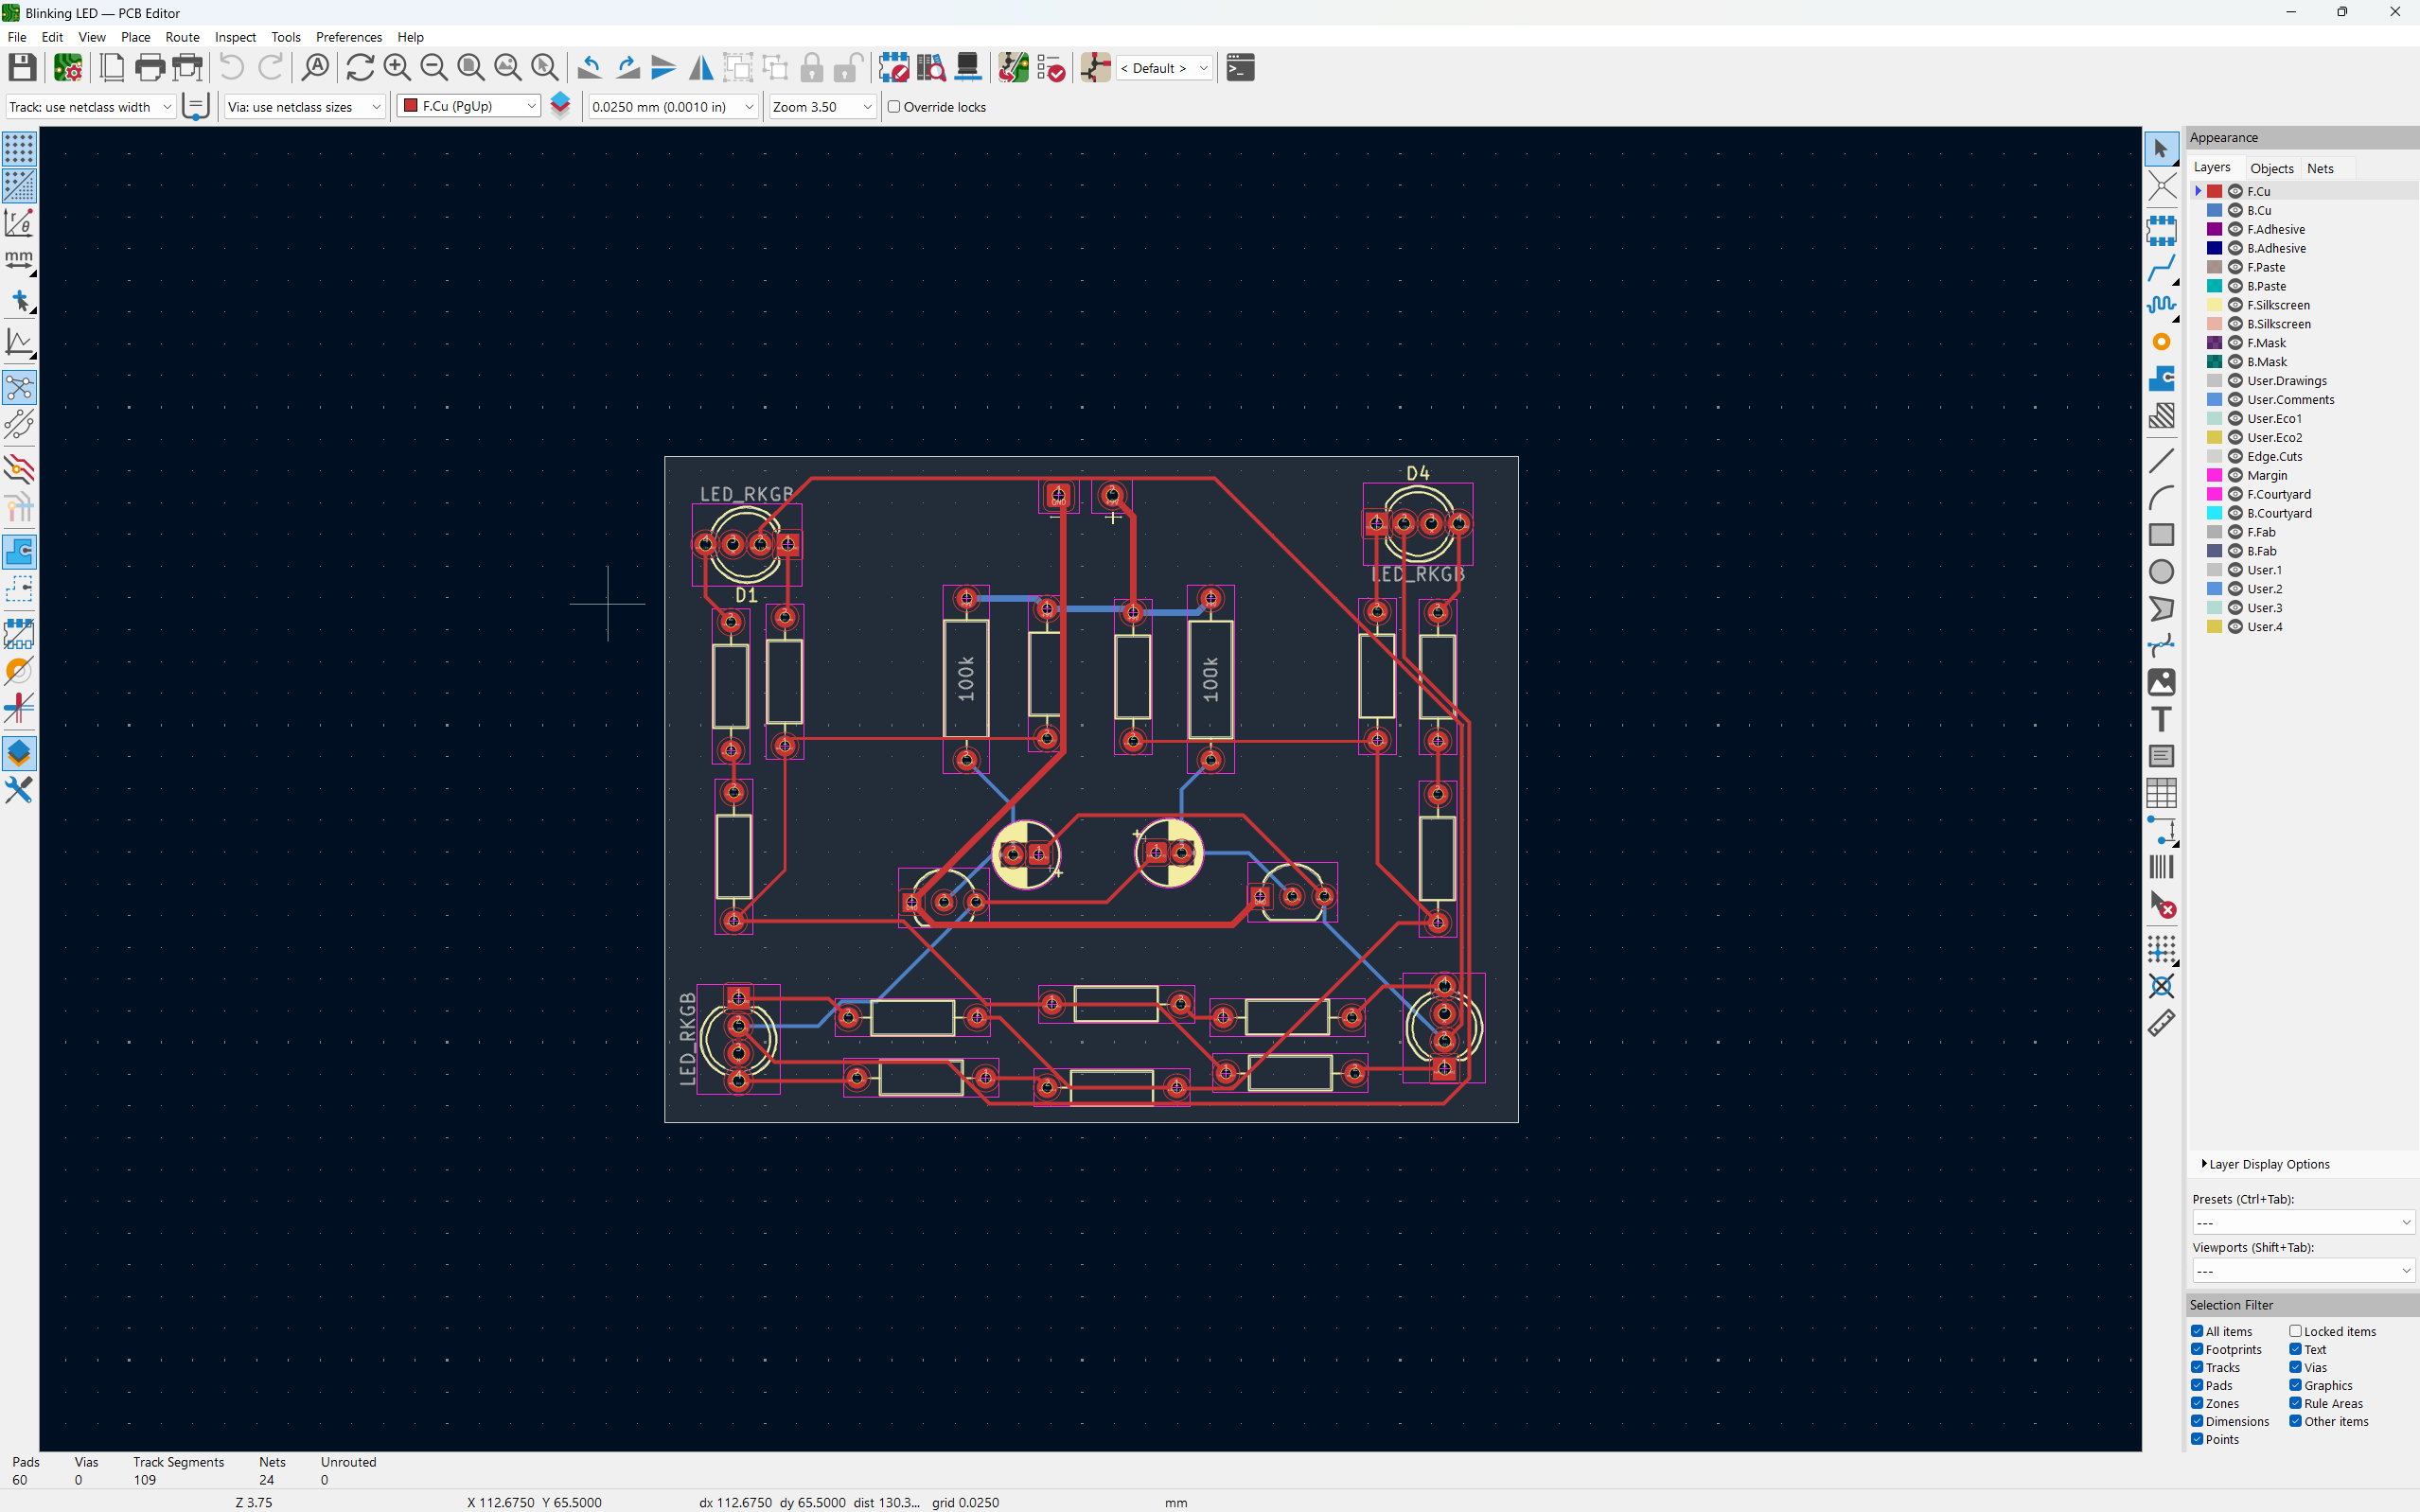 Blinking LED — PCB Editor
File Edit View Place Route Inspect Tools Preferences Help
< Default >
Track: use netclass width Via: use netclass sizes F.Cu (PgUp) 0.0250 mm (0.0010 in) Zoom 3.50 Override locks
mm
Appearance
Layers Objects Nets
F.Cu
B.Cu
F.Adhesive
B.Adhesive
F.Paste
B.Paste
F.Silkscreen
B.Silkscreen
F.Mask
B.Mask
User.Drawings
User.Comments
User.Eco1
User.Eco2
Edge.Cuts
Margin
F.Courtyard
B.Courtyard
F.Fab
B.Fab
User.1
User.2
User.3
User.4
LED_RKGB
D1
D4
LED_RKGB
100k
100k
LED_RKGB
Layer Display Options
Presets (Ctrl+Tab):
---
Viewports (Shift+Tab):
---
Selection Filter
All items Locked items
Footprints Text
Tracks Vias
Pads Graphics
Zones Rule Areas
Dimensions Other items
Points
Pads Vias Track Segments Nets Unrouted
60 0 109 24 0
Z 3.75 X 112.6750 Y 65.5000 dx 112.6750 dy 65.5000 dist 130.3... grid 0.0250 mm